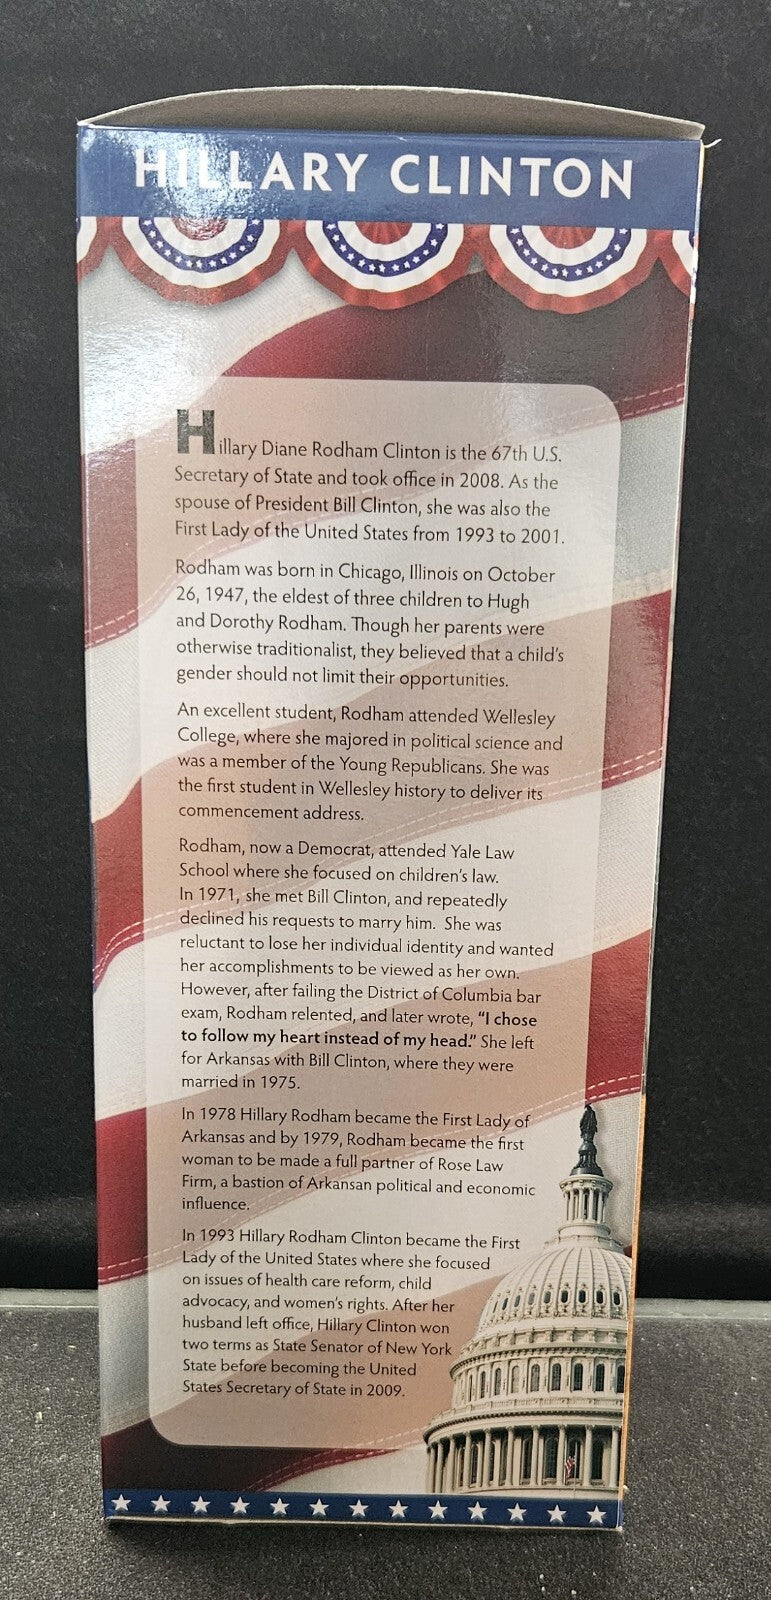 HILLARY CLINTON
Hillary Diane Rodham Clinton is the 67th U.S.
Secretary of State and took office in 2008. As the
spouse of President Bill Clinton, she was also the
First Lady of the United States from 1993 to 2001.
Rodham was born in Chicago, Illinois on October
26, 1947, the eldest of three children to Hugh
and Dorothy Rodham. Though her parents were
otherwise traditionalist, they believed that a child's
gender should not limit their opportunities.
An excellent student, Rodham attended Wellesley
College, where she majored in political science and
was a member of the Young Republicans. She was
the first student in Wellesley history to deliver its
commencement address.
Rodham, now a Democrat, attended Yale Law
School where she focused on children's law.
In 1971, she met Bill Clinton, and repeatedly
declined his requests to marry him. She was
reluctant to lose her individual identity and wanted
her accomplishments to be viewed as her own.
However, after failing the District of Columbia bar
exam, Rodham relented, and later wrote, "I chose
to follow my heart instead of my head." She left
for Arkansas with Bill Clinton, where they were
married in 1975.
In 1978 Hillary Rodham became the First Lady of
Arkansas and by 1979, Rodham became the first
woman to be made a full partner of Rose Law
Firm, a bastion of Arkansan political and economic
influence.
In 1993 Hillary Rodham Clinton became the First
Lady of the United States where she focused
on issues of health care reform, child
advocacy, and women's rights. After her
husband left office, Hillary Clinton won
two terms as State Senator of New York
State before becoming the United
States Secretary of State in 2009.